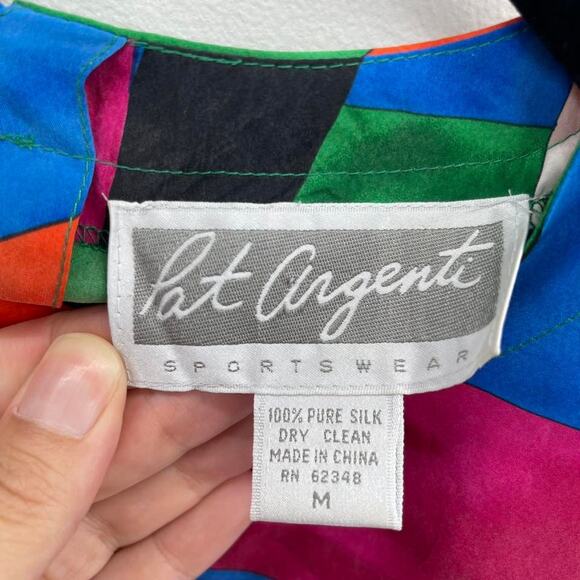 Pat Argenti
SPORTSWEAR
100% PURE SILK
DRY CLEAN
MADE IN CHINA
RN 62348
M